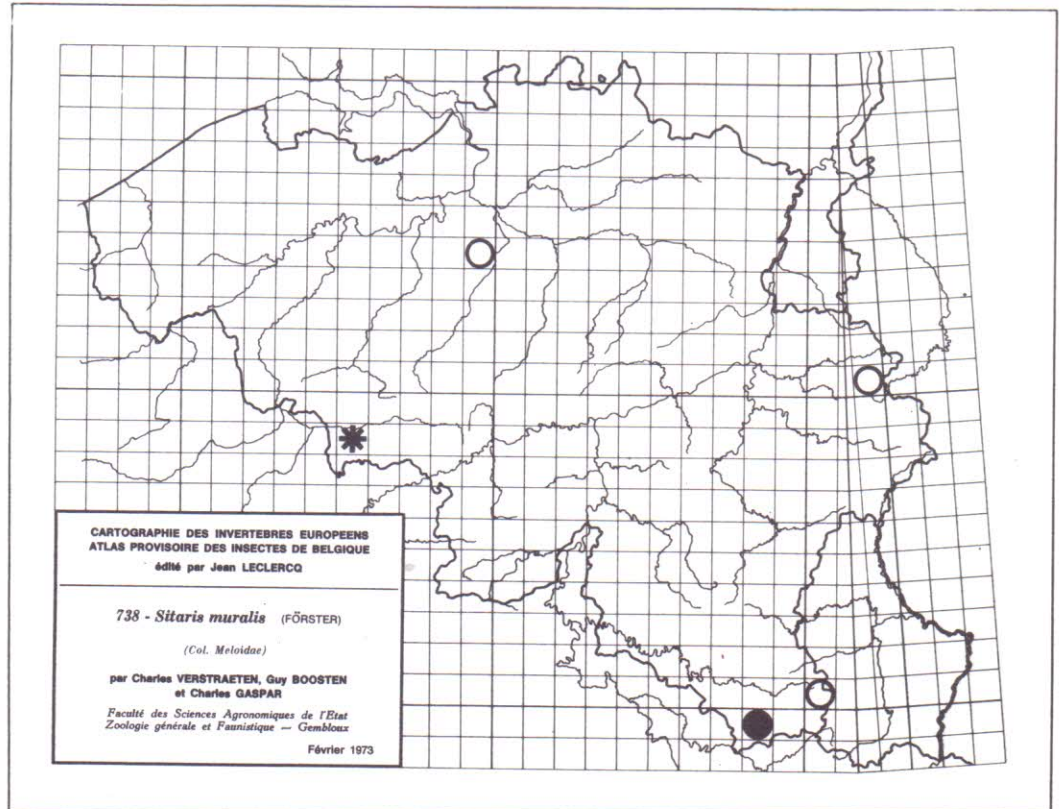 CARTOGRAPHIE DES INVERTEBRES EUROPEENS
ATLAS PROVISOIRE DES INSECTES DE BELGIQUE
édité par Jean LECLERCQ
738 - Sitaris muralis (FÖRSTER)
(Col. Meloidae)
par Charles VERSTRAETEN, Guy BOOSTEN
et Charles GASPAR
Faculté des Sciences Agronomiques de l'Etat
Zoologie générale et Faunistique — Gembloux
Février 1973